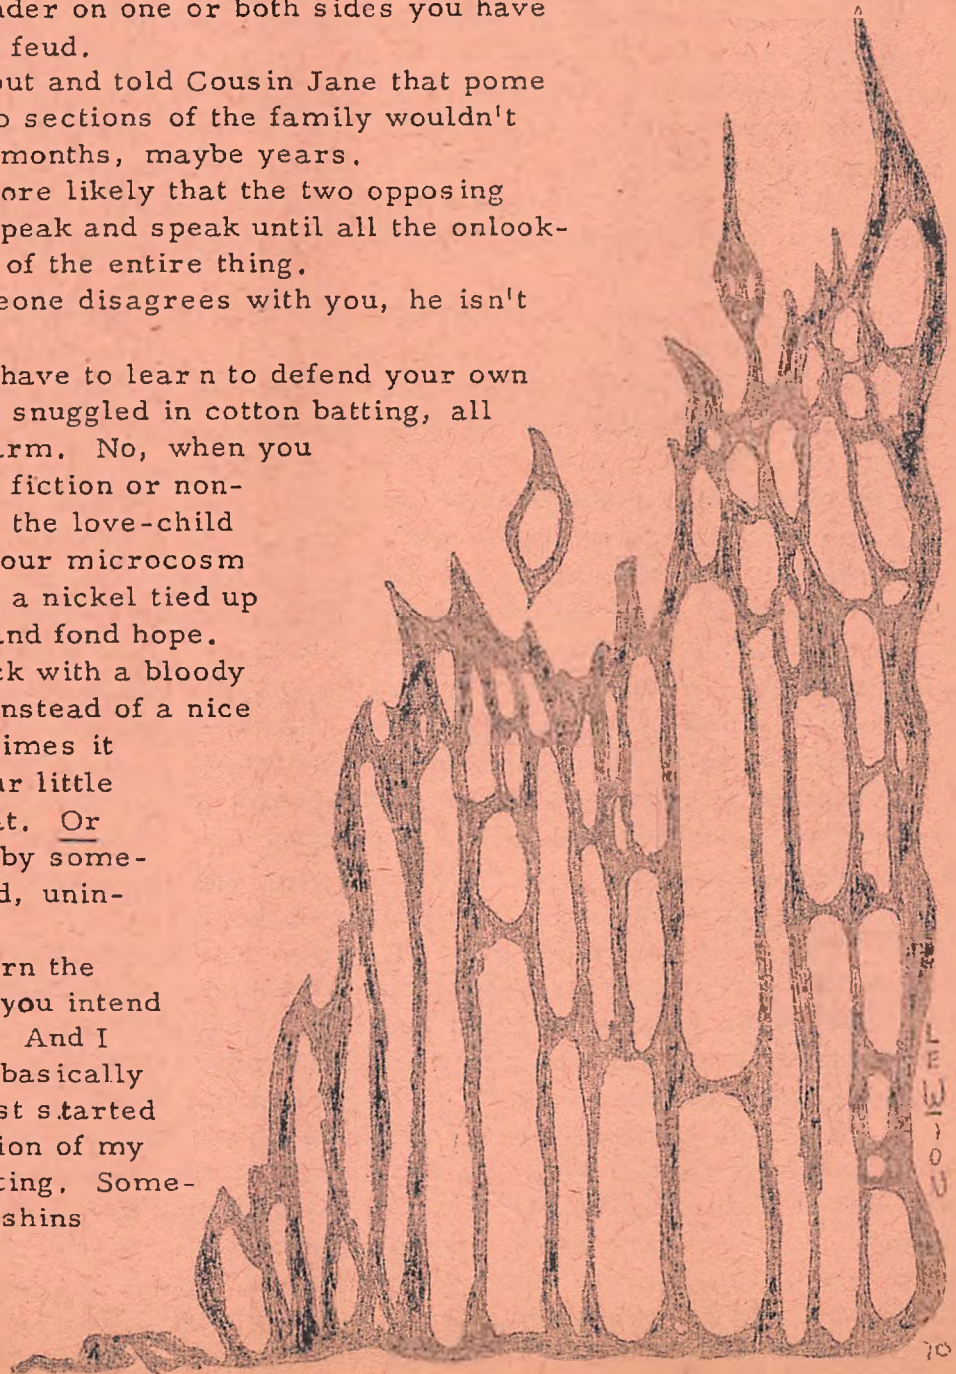 der on one or both sides you have
feud.
out and told Cousin Jane that pome
o sections of the family wouldn't
months, maybe years.
ore likely that the two opposing
peak and speak until all the onlook-
of the entire thing.
eone disagrees with you, he isn't
have to lear n to defend your own
snuggled in cotton batting, all
rm. No, when you
fiction or non-
the love-child
our microcosm
a nickel tied up
nd fond hope.
ck with a bloody
nstead of a nice
imes it
ar little
t. Or
by some-
d, unin-
rn the
you intend
And I
basically
st s.tarted
ion of my
ting. Some-
shins
70